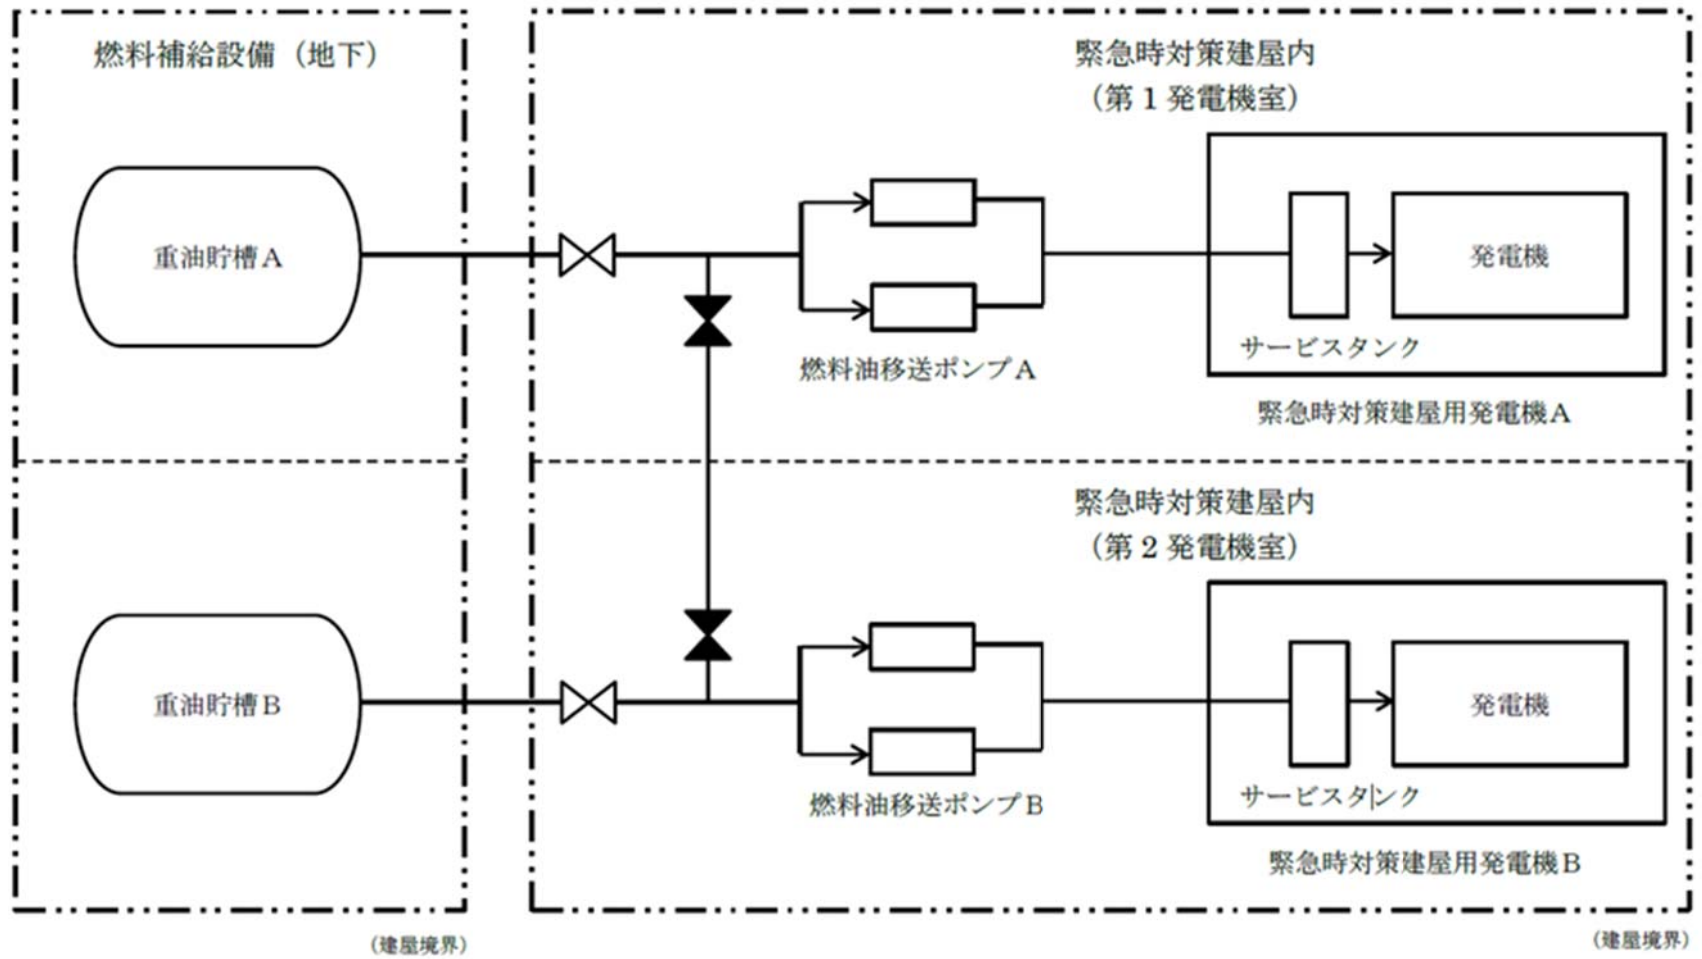 燃料補給設備（地下）
緊急時対策建屋内
（第１発電機室）
重油貯槽Ａ
発電機
サービスタンク
燃料油移送ポンプＡ
緊急時対策建屋用発電機Ａ
緊急時対策建屋内
（第２発電機室）
重油貯槽Ｂ
発電機
サービスタンク
燃料油移送ポンプＢ
緊急時対策建屋用発電機Ｂ
（建屋境界）
（建屋境界）